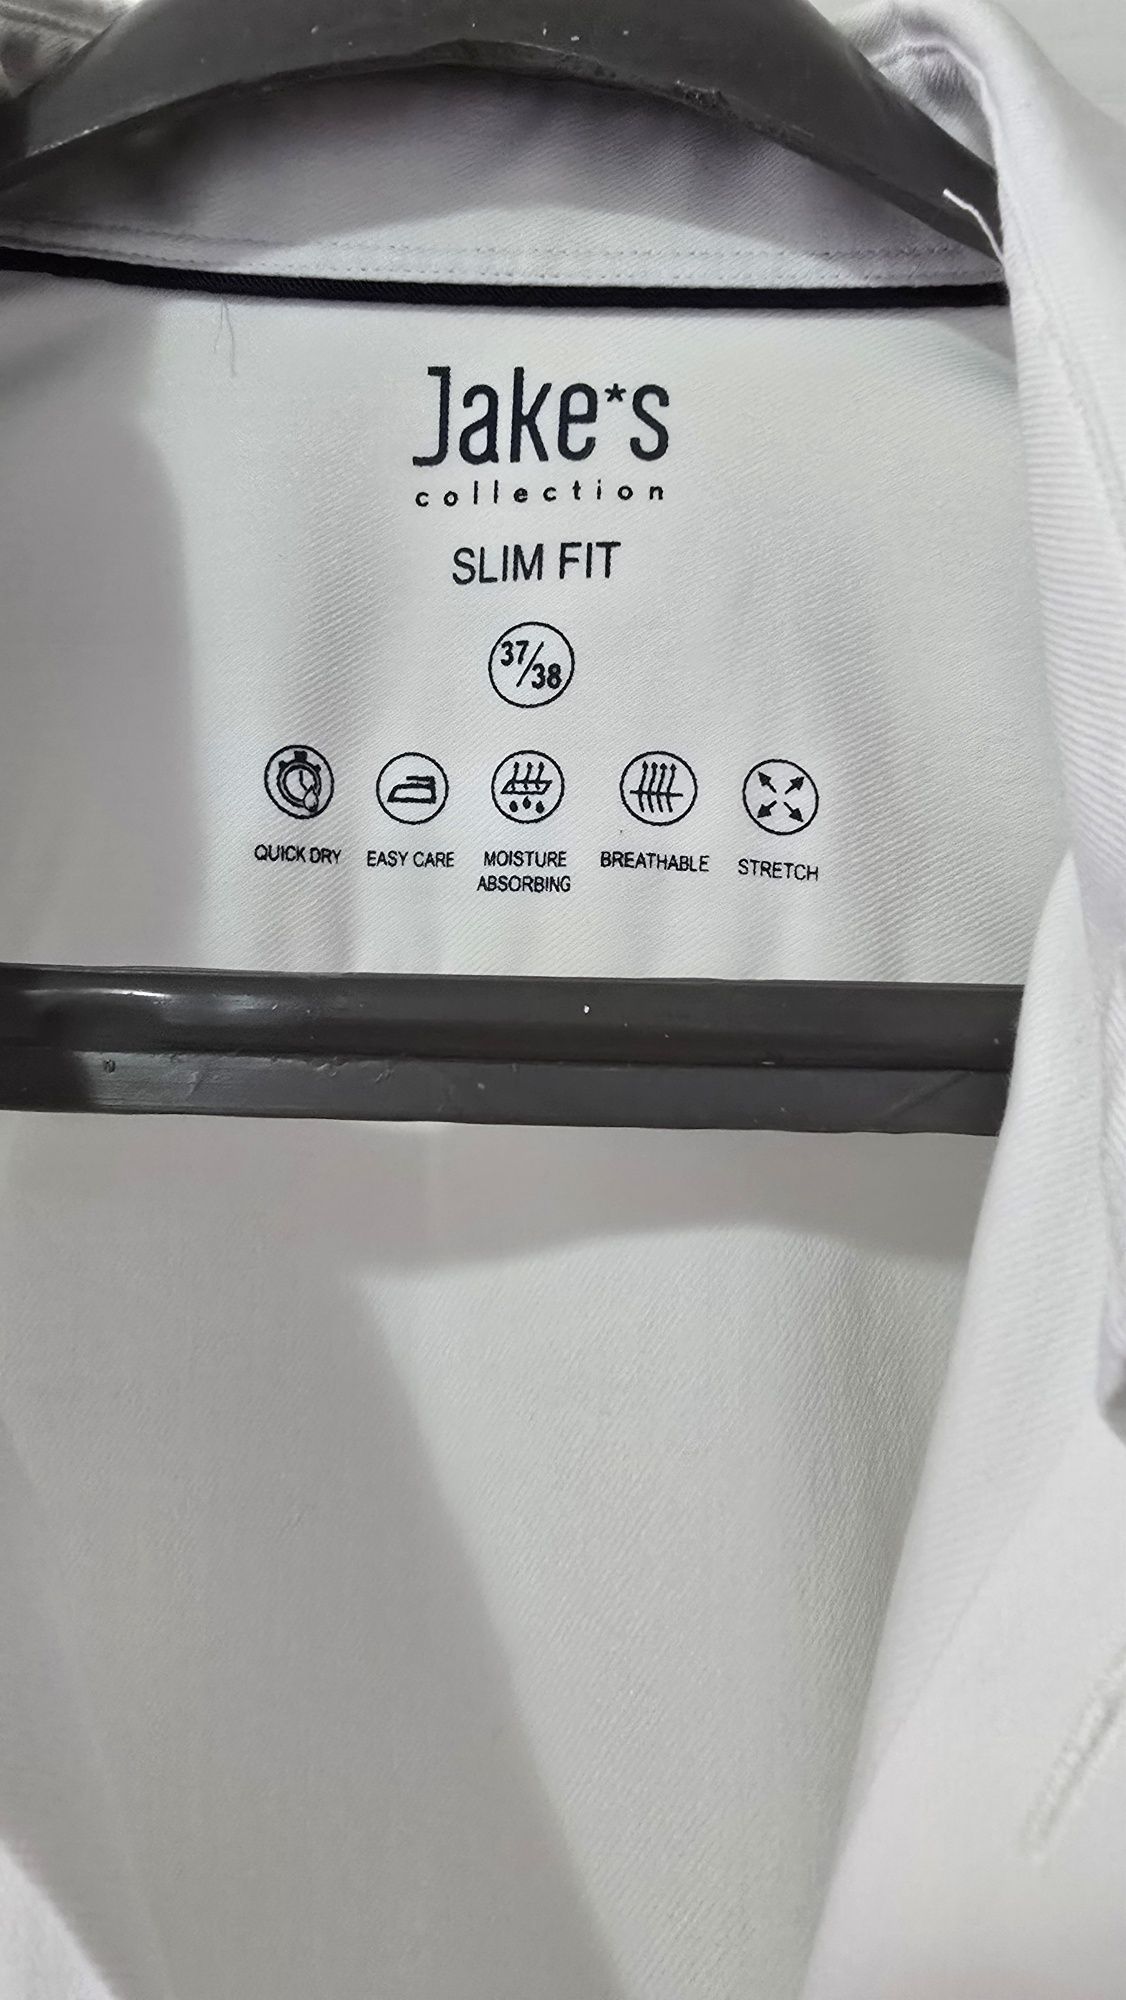 Jake*s
collection
SLIM FIT
37/38
QUICK DRY EASY CARE MOISTURE ABSORBING BREATHABLE STRETCH